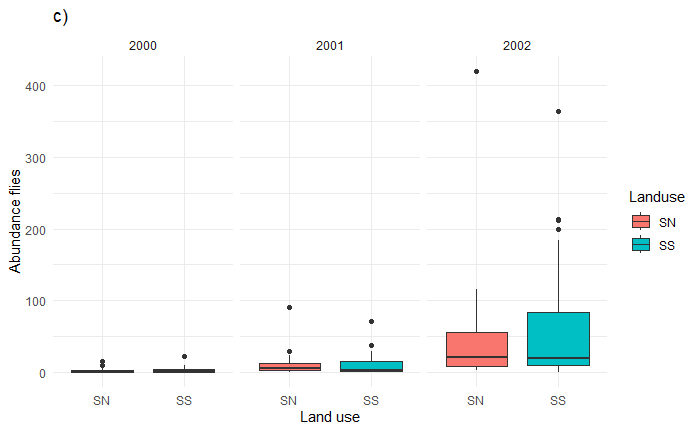 c)
2000 2001 2002
400
300
200
100
0
Abundance flies
SN SS SN SS SN SS
Land use
Landuse
SN
SS